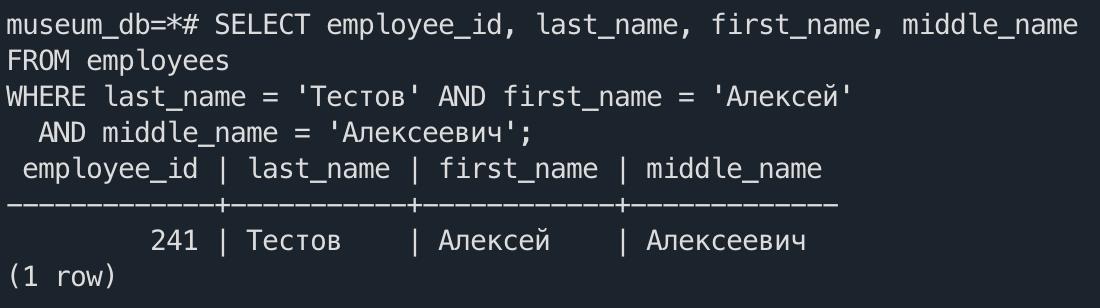 museum_db=*# SELECT employee_id, last_name, first_name, middle_name
FROM employees
WHERE last_name = 'Тестов' AND first_name = 'Алексей'
  AND middle_name = 'Алексеевич';
 employee_id | last_name | first_name | middle_name
-------------+-----------+------------+-------------
         241 | Тестов    | Алексей    | Алексеевич
(1 row)